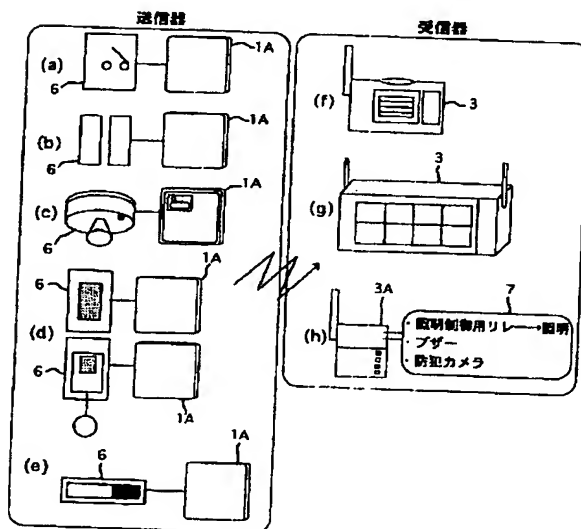 送信器
受信器
(a)
6
1A
(b)
6
1A
(c)
6
1A
(d)
6
1A
6
1A
(e)
6
1A
(f)
3
(g)
3
(h)
3A
7
・照明制御用リレー→照明
・ブザー
・防犯カメラ